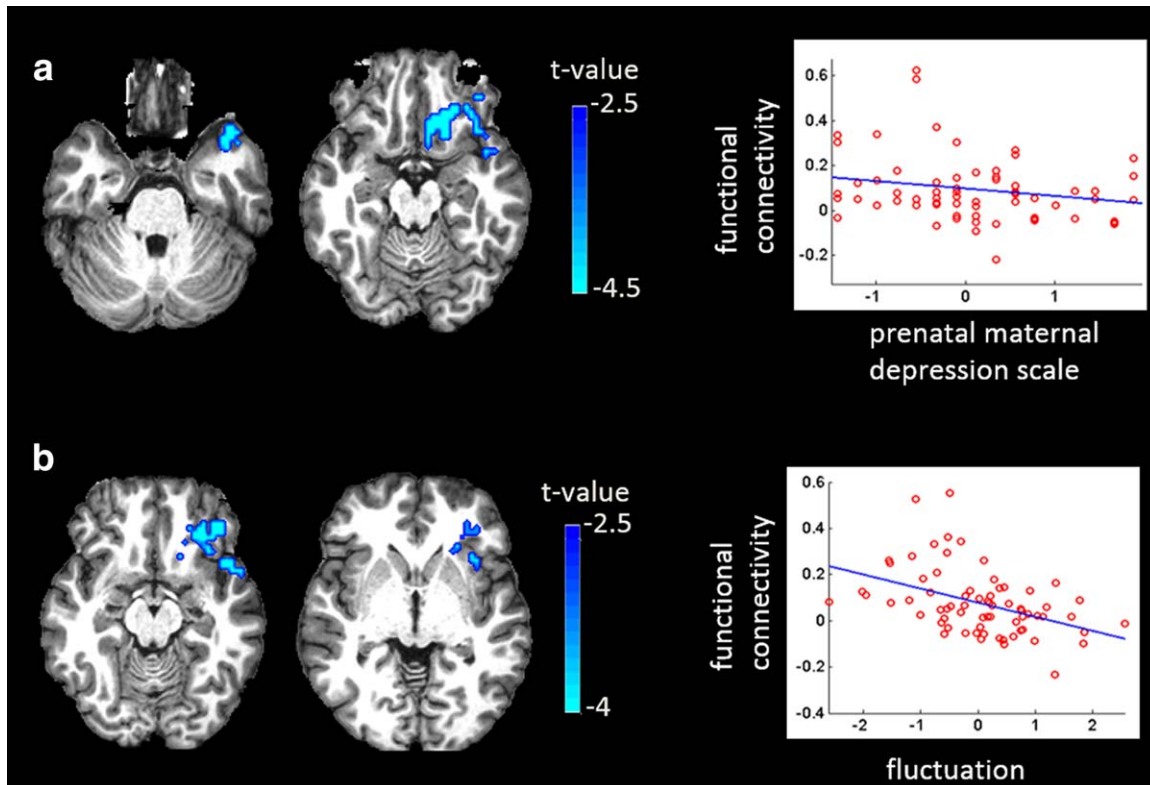 a
t-value
-2.5
-4.5
functional
connectivity
0.6
0.4
0.2
0
-0.2
-1
0
1
prenatal maternal
depression scale
b
t-value
-2.5
-4
functional
connectivity
0.6
0.4
0.2
0
-0.2
-0.4
-2
-1
0
1
2
fluctuation